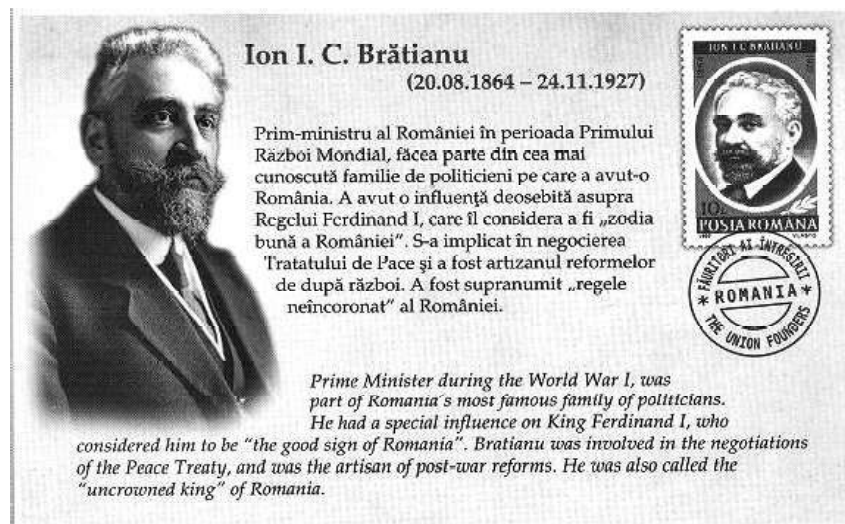 Ion I. C. Brătianu
(20.08.1864 – 24.11.1927)
Prim-ministru al României în perioada Primului
Război Mondial, făcea parte din cea mai
cunoscută familie de politicieni pe care a avut-o
România. A avut o influență deosebită asupra
Regelui Ferdinand I, care îl considera a fi „zodia
bună a României”. S-a implicat în negocierea
Tratatului de Pace şi a fost artizanul reformelor
de după război. A fost supranumit „regele
neîncoronat” al României.
Prime Minister during the World War I, was
part of Romania's most famous family of politicians.
He had a special influence on King Ferdinand I, who
considered him to be “the good sign of Romania”. Bratianu was involved in the negotiations
of the Peace Treaty, and was the artisan of post-war reforms. He was also called the
“uncrowned king” of Romania.
ION I.C. BRĂTIANU
POȘTA ROMÂNA
FĂURITORI AI ÎNTREGIRII
* ROMANIA *
THE UNION FOUNDERS